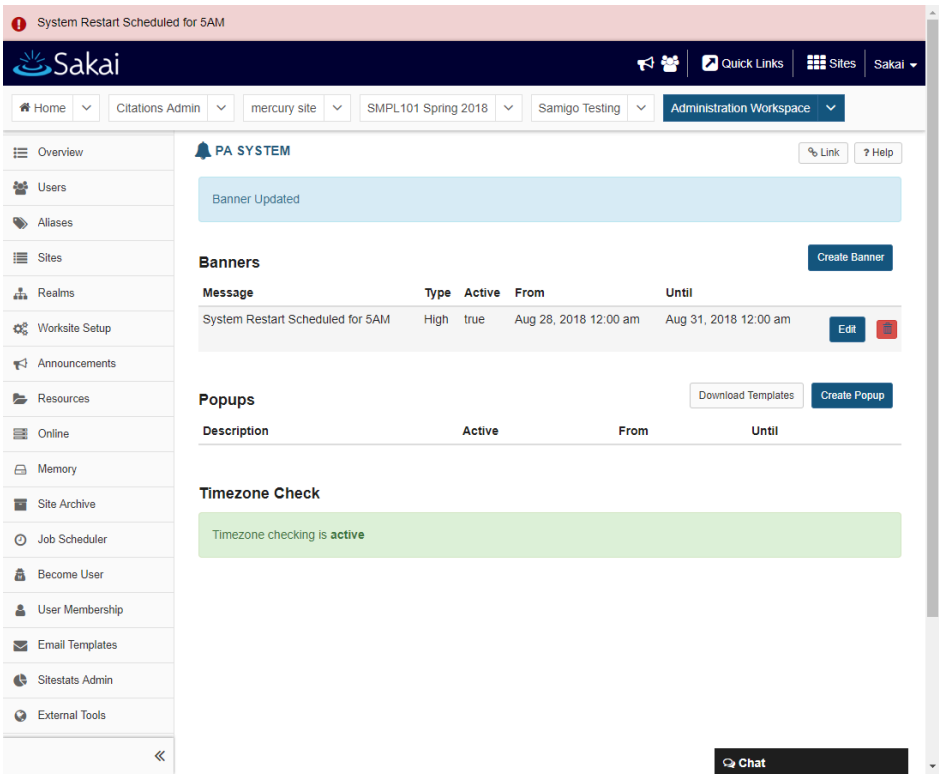 System Restart Scheduled for 5AM
Sakai
Quick Links
Sites
Sakai
Home
Citations Admin
mercury site
SMPL101 Spring 2018
Samigo Testing
Administration Workspace
Overview
Users
Aliases
Sites
Realms
Worksite Setup
Announcements
Resources
Online
Memory
Site Archive
Job Scheduler
Become User
User Membership
Email Templates
Sitestats Admin
External Tools
PA SYSTEM
Link
? Help
Banner Updated
Banners
Create Banner
Message Type Active From Until
System Restart Scheduled for 5AM High true Aug 28, 2018 12:00 am Aug 31, 2018 12:00 am
Edit
Popups
Download Templates
Create Popup
Description Active From Until
Timezone Check
Timezone checking is active
Chat